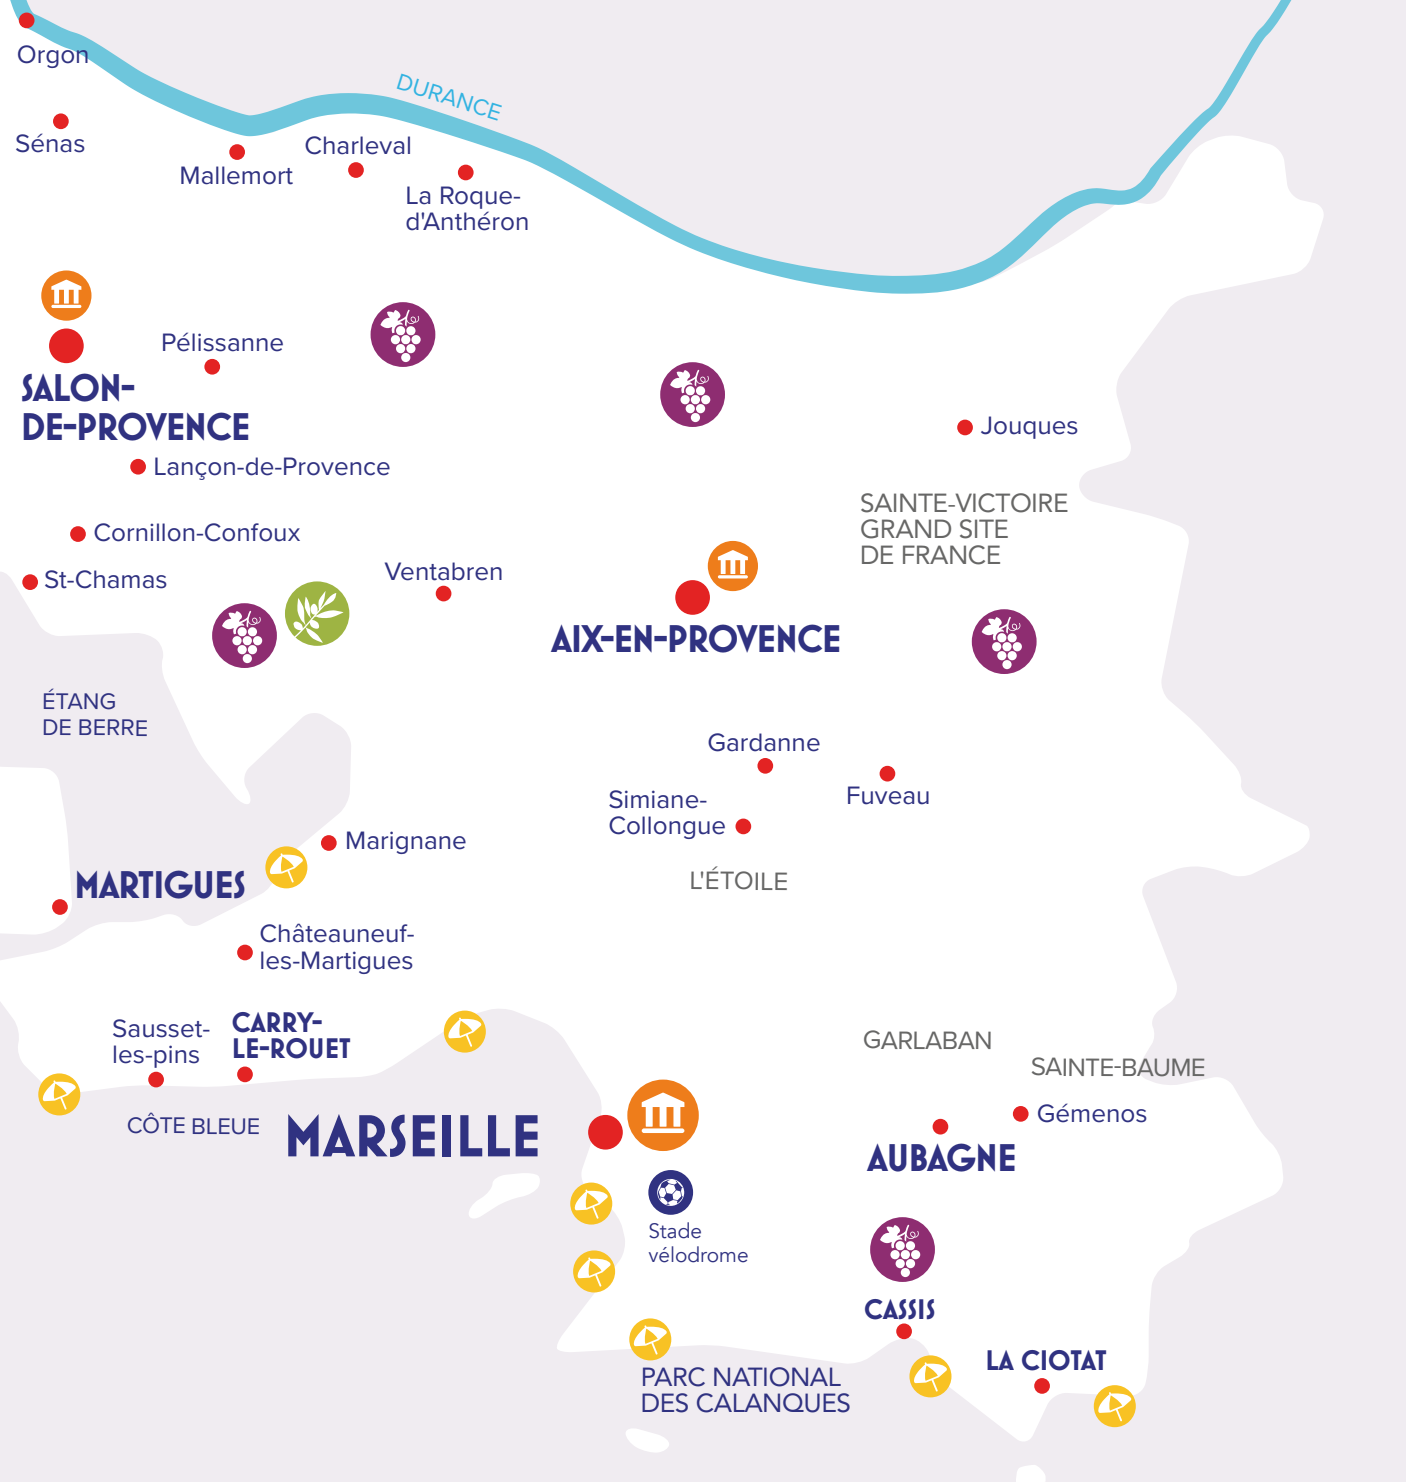 Orgon
DURANCE
Sénas
Mallemort
Charleval
La Roque-
d'Anthéron
Pélissanne
SALON-
DE-PROVENCE
Jouques
Lançon-de-Provence
SAINTE-VICTOIRE
GRAND SITE
DE FRANCE
Cornillon-Confoux
St-Chamas
Ventabren
AIX-EN-PROVENCE
ÉTANG
DE BERRE
Gardanne
Fuveau
Simiane-
Collongue
Marignane
MARTIGUES
L'ÉTOILE
Châteauneuf-
les-Martigues
Sausset-
les-pins
CARRY-
LE-ROUET
GARLABAN
SAINTE-BAUME
CÔTE BLEUE
MARSEILLE
Gémenos
AUBAGNE
Stade
vélodrome
CASSIS
LA CIOTAT
PARC NATIONAL
DES CALANQUES